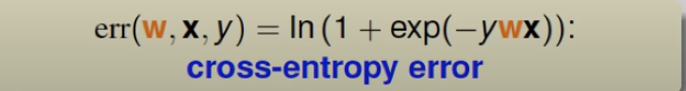 err(w, x, y) = ln (1 + exp(−ywx)):
cross-entropy error